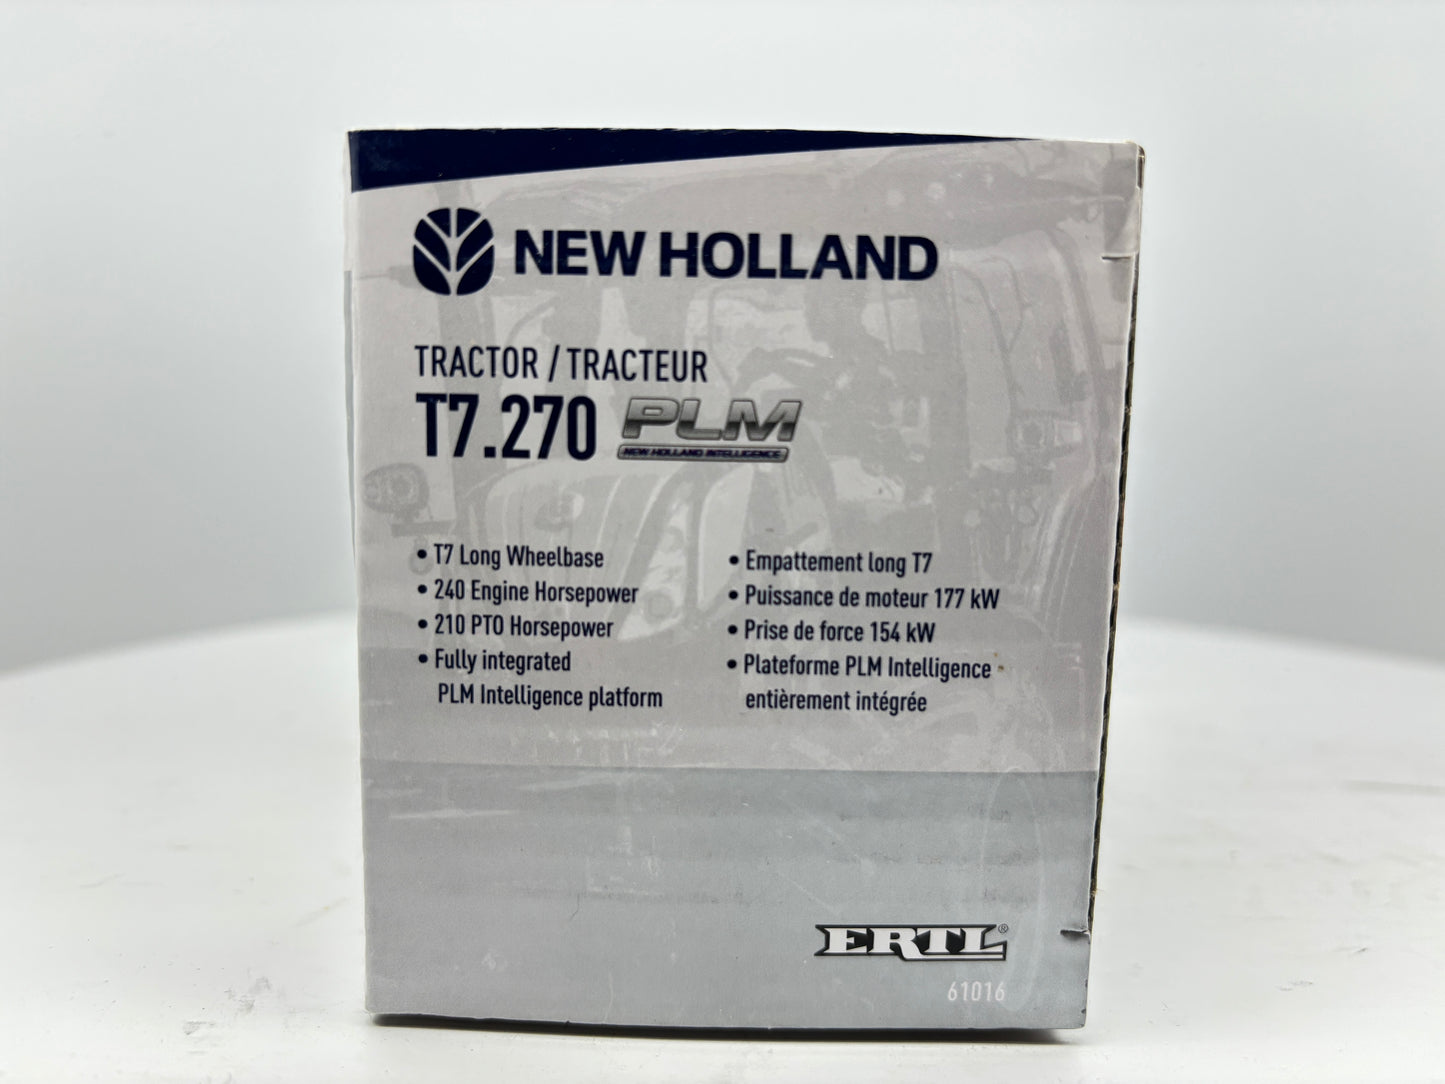 NEW HOLLAND
TRACTOR / TRACTEUR
T7.270 PLM
NEW HOLLAND INTELLIGENCE
• T7 Long Wheelbase
• 240 Engine Horsepower
• 210 PTO Horsepower
• Fully integrated
PLM Intelligence platform
• Empattement long T7
• Puissance de moteur 177 kW
• Prise de force 154 kW
• Plateforme PLM Intelligence
entièrement intégrée
ERTL®
61016